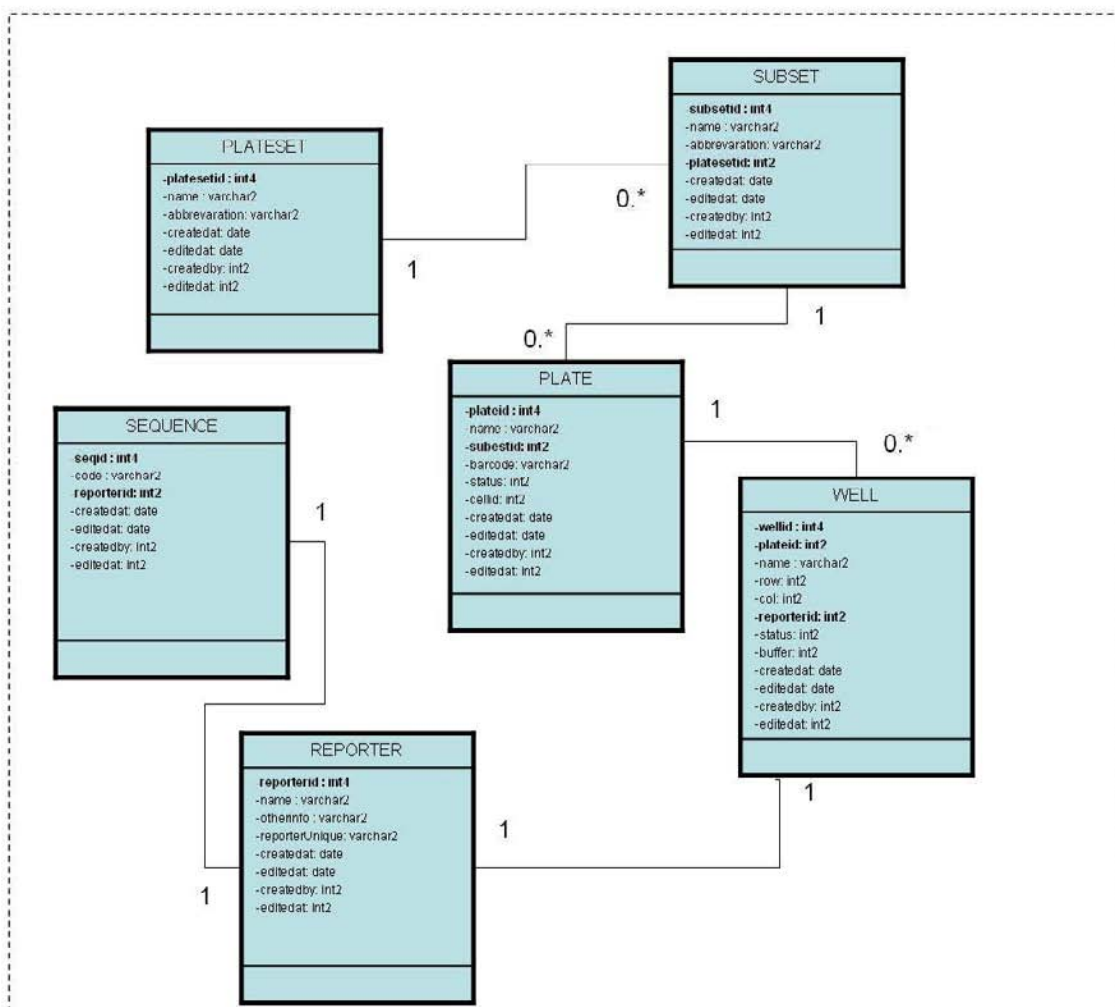 SUBSET
-subsetid : int4
-name : varchar2
-abbrevaration: varchar2
-platesetid: int2
-createdat: date
-editedat: date
-createdby: int2
-editedat: int2
PLATESET
-platesetid : int4
-name : varchar2
-abbrevaration: varchar2
-createdat: date
-editedat: date
-createdby: int2
-editedat: int2
0.*
1
1
0.*
PLATE
-plateid : int4
-name : varchar2
-subestid: int2
-barcode: varchar2
-status: int2
-cellid: int2
-createdat: date
-editedat: date
-createdby: int2
-editedat: int2
1
0.*
SEQUENCE
-seqid : int4
-code : varchar2
-reporterid: int2
-createdat: date
-editedat: date
-createdby: int2
-editedat: int2
1
WELL
-wellid : int4
-plateid: int2
-name : varchar2
-row: int2
-col: int2
-reporterid: int2
-status: int2
-buffer: int2
-createdat: date
-editedat: date
-createdby: int2
-editedat: int2
REPORTER
-reporterid : int4
-name : varchar2
-otherinfo : varchar2
-reporterUnique: varchar2
-createdat: date
-editedat: date
-createdby: int2
-editedat: int2
1
1
1